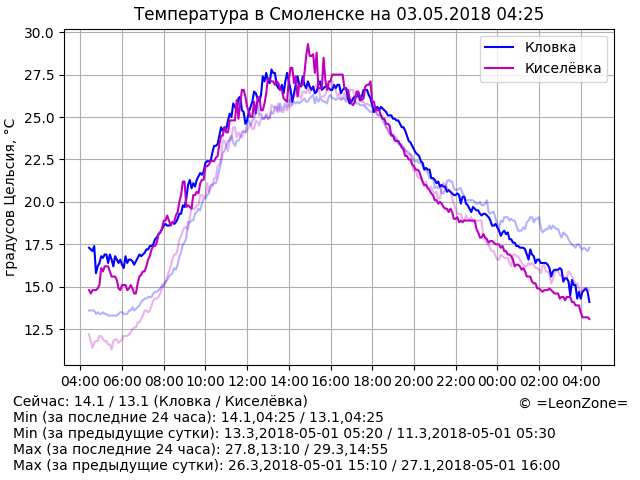 Температура в Смоленске на 03.05.2018 04:25
градусов Цельсия, °C
30.0
27.5
25.0
22.5
20.0
17.5
15.0
12.5
Кловка
Киселёвка
04:00 06:00 08:00 10:00 12:00 14:00 16:00 18:00 20:00 22:00 00:00 02:00 04:00
Сейчас: 14.1 / 13.1 (Кловка / Киселёвка)
© =LeonZone=
Min (за последние 24 часа): 14.1,04:25 / 13.1,04:25
Min (за предыдущие сутки): 13.3,2018-05-01 05:20 / 11.3,2018-05-01 05:30
Max (за последние 24 часа): 27.8,13:10 / 29.3,14:55
Max (за предыдущие сутки): 26.3,2018-05-01 15:10 / 27.1,2018-05-01 16:00